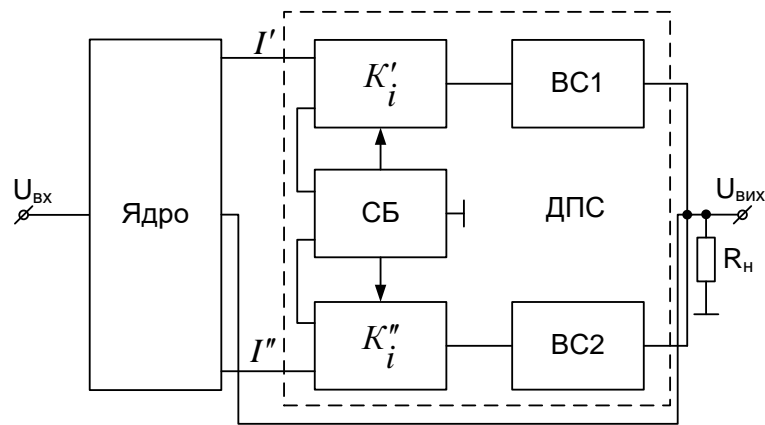 I′
K′i
ВС1
Uвх
Ядро
СБ
ДПС
Uвих
Rн
I″
K″i
ВС2